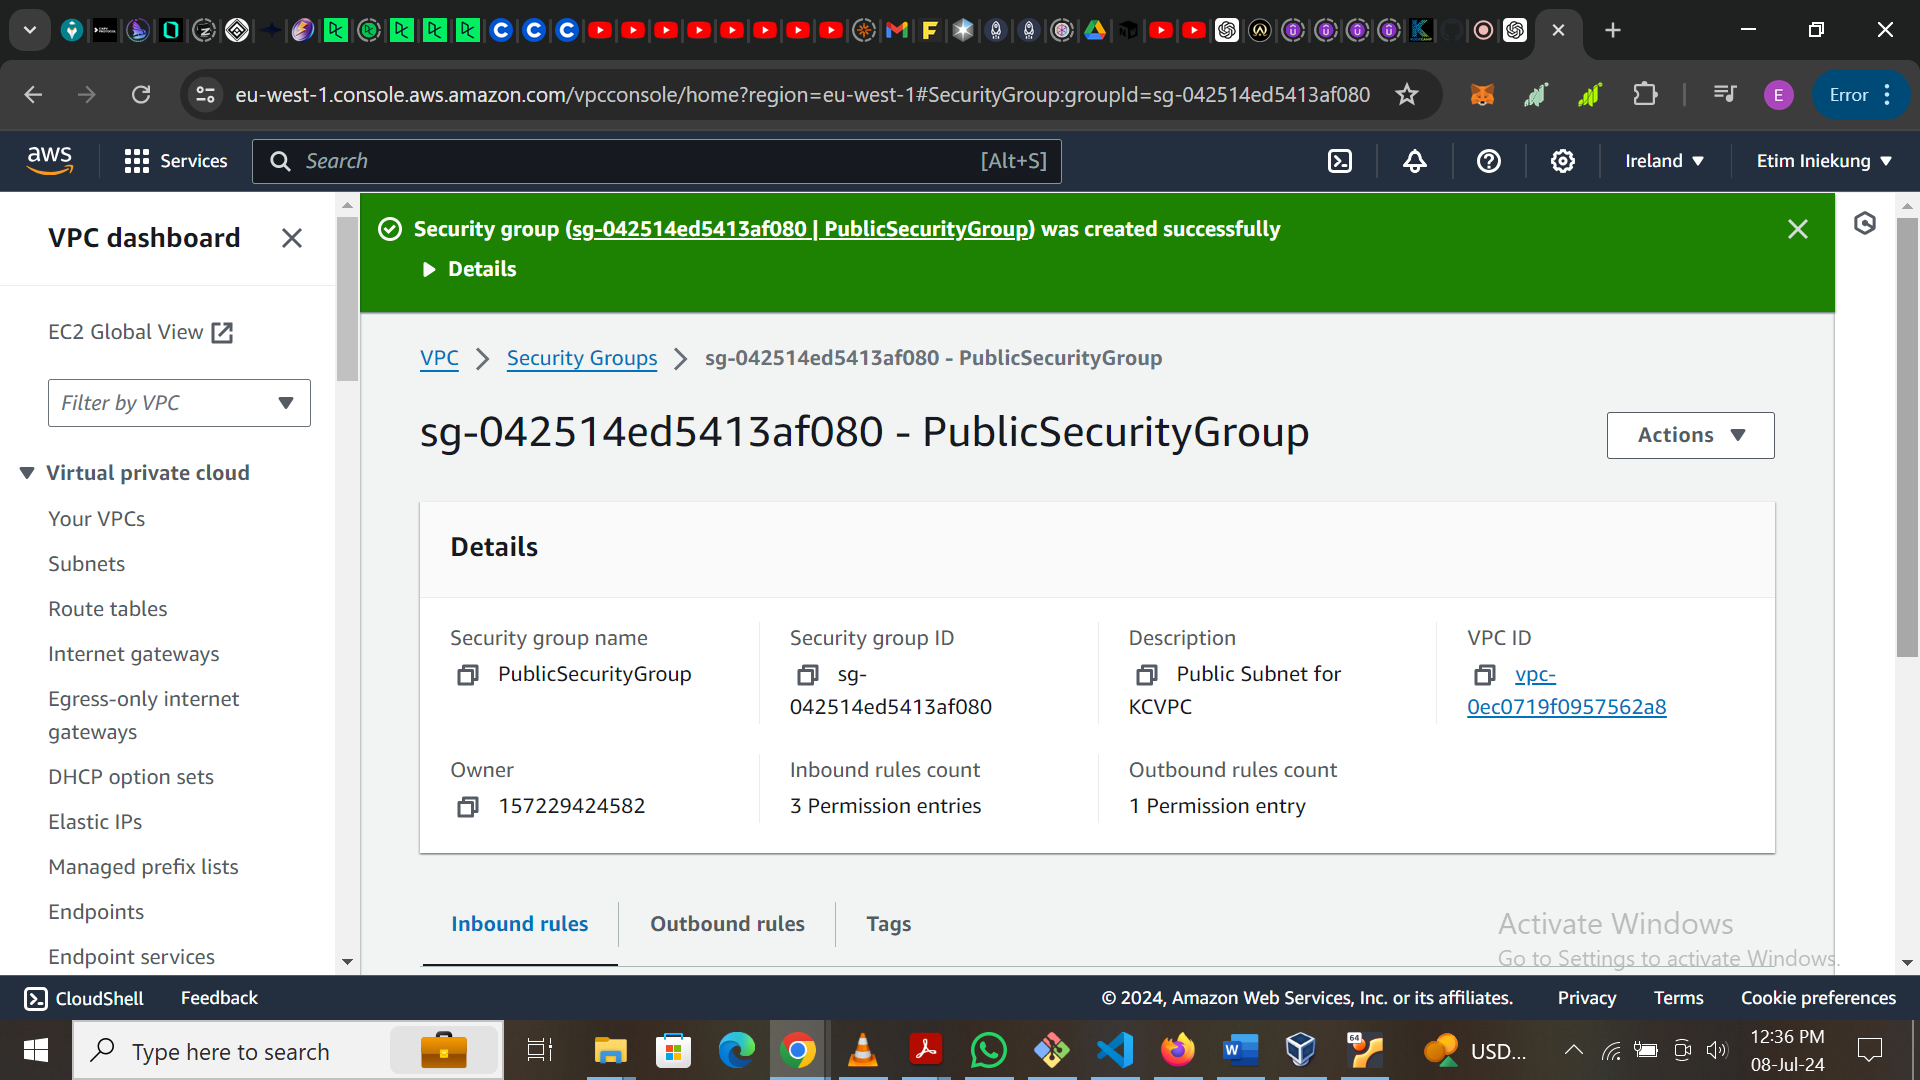 eu-west-1.console.aws.amazon.com/vpcconsole/home?region=eu-west-1#SecurityGroup:groupId=sg-042514ed5413af080
E
Error
aws
Services
Search
[Alt+S]
Ireland
Etim Iniekung
VPC dashboard
EC2 Global View
Filter by VPC
Virtual private cloud
Your VPCs
Subnets
Route tables
Internet gateways
Egress-only internet
gateways
DHCP option sets
Elastic IPs
Managed prefix lists
Endpoints
Endpoint services
Security group (sg-042514ed5413af080 | PublicSecurityGroup) was created successfully
Details
VPC
Security Groups
sg-042514ed5413af080 - PublicSecurityGroup
sg-042514ed5413af080 - PublicSecurityGroup
Actions
Details
Security group name
PublicSecurityGroup
Security group ID
sg-
042514ed5413af080
Description
Public Subnet for
KCVPC
VPC ID
vpc-
0ec0719f0957562a8
Owner
157229424582
Inbound rules count
3 Permission entries
Outbound rules count
1 Permission entry
Inbound rules
Outbound rules
Tags
Activate Windows
Go to Settings to activate Windows.
CloudShell
Feedback
© 2024, Amazon Web Services, Inc. or its affiliates.
Privacy
Terms
Cookie preferences
Type here to search
64
USD...
12:36 PM
08-Jul-24